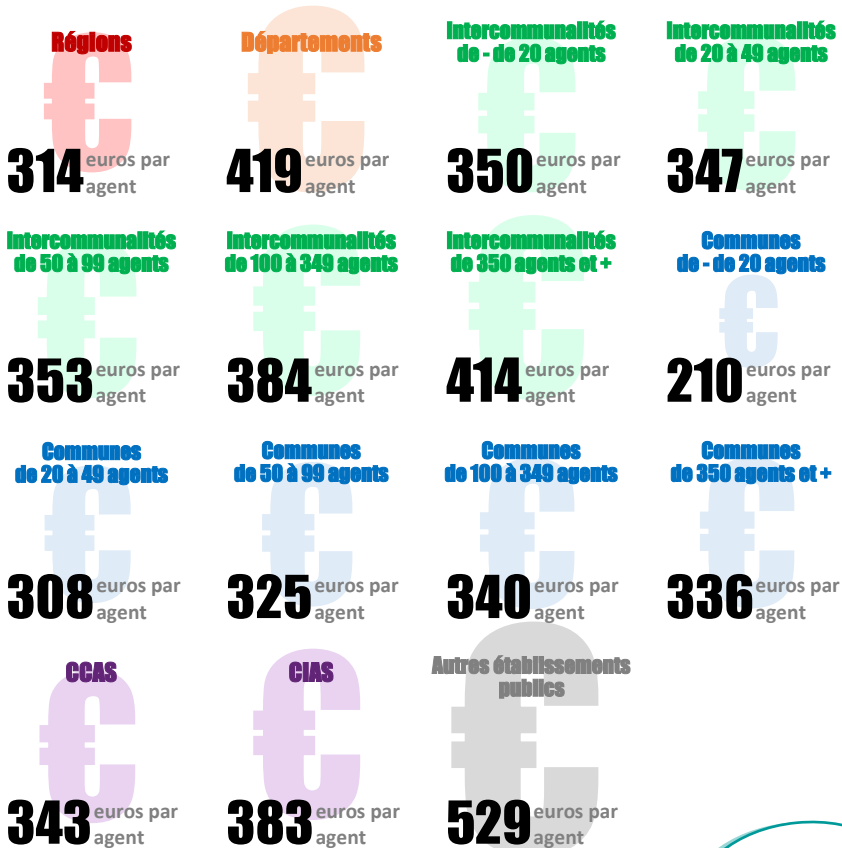 Régions
314 euros par
agent
Départements
419 euros par
agent
Intercommunalités
de - de 20 agents
350 euros par
agent
Intercommunalités
de 20 à 49 agents
347 euros par
agent
Intercommunalités
de 50 à 99 agents
353 euros par
agent
Intercommunalités
de 100 à 349 agents
384 euros par
agent
Intercommunalités
de 350 agents et +
414 euros par
agent
Communes
de - de 20 agents
210 euros par
agent
Communes
de 20 à 49 agents
308 euros par
agent
Communes
de 50 à 99 agents
325 euros par
agent
Communes
de 100 à 349 agents
340 euros par
agent
Communes
de 350 agents et +
336 euros par
agent
CCAS
343 euros par
agent
CIAS
383 euros par
agent
Autres établissements
publics
529 euros par
agent